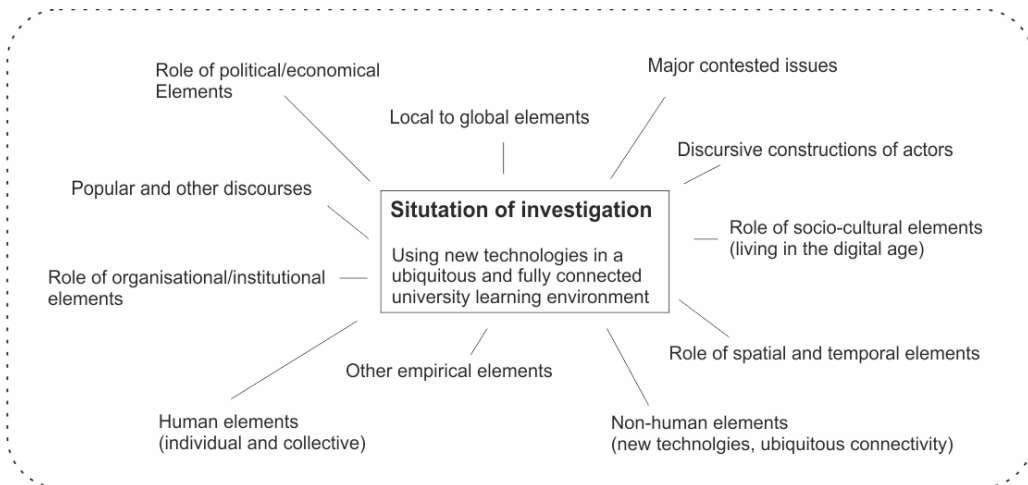 Role of political/economical
Elements
Major contested issues
Local to global elements
Discursive constructions of actors
Popular and other discourses
Situtation of investigation
Using new technologies in a
ubiquitous and fully connected
university learning environment
Role of socio-cultural elements
(living in the digital age)
Role of organisational/institutional
elements
Role of spatial and temporal elements
Other empirical elements
Human elements
(individual and collective)
Non-human elements
(new technolgies, ubiquitous connectivity)